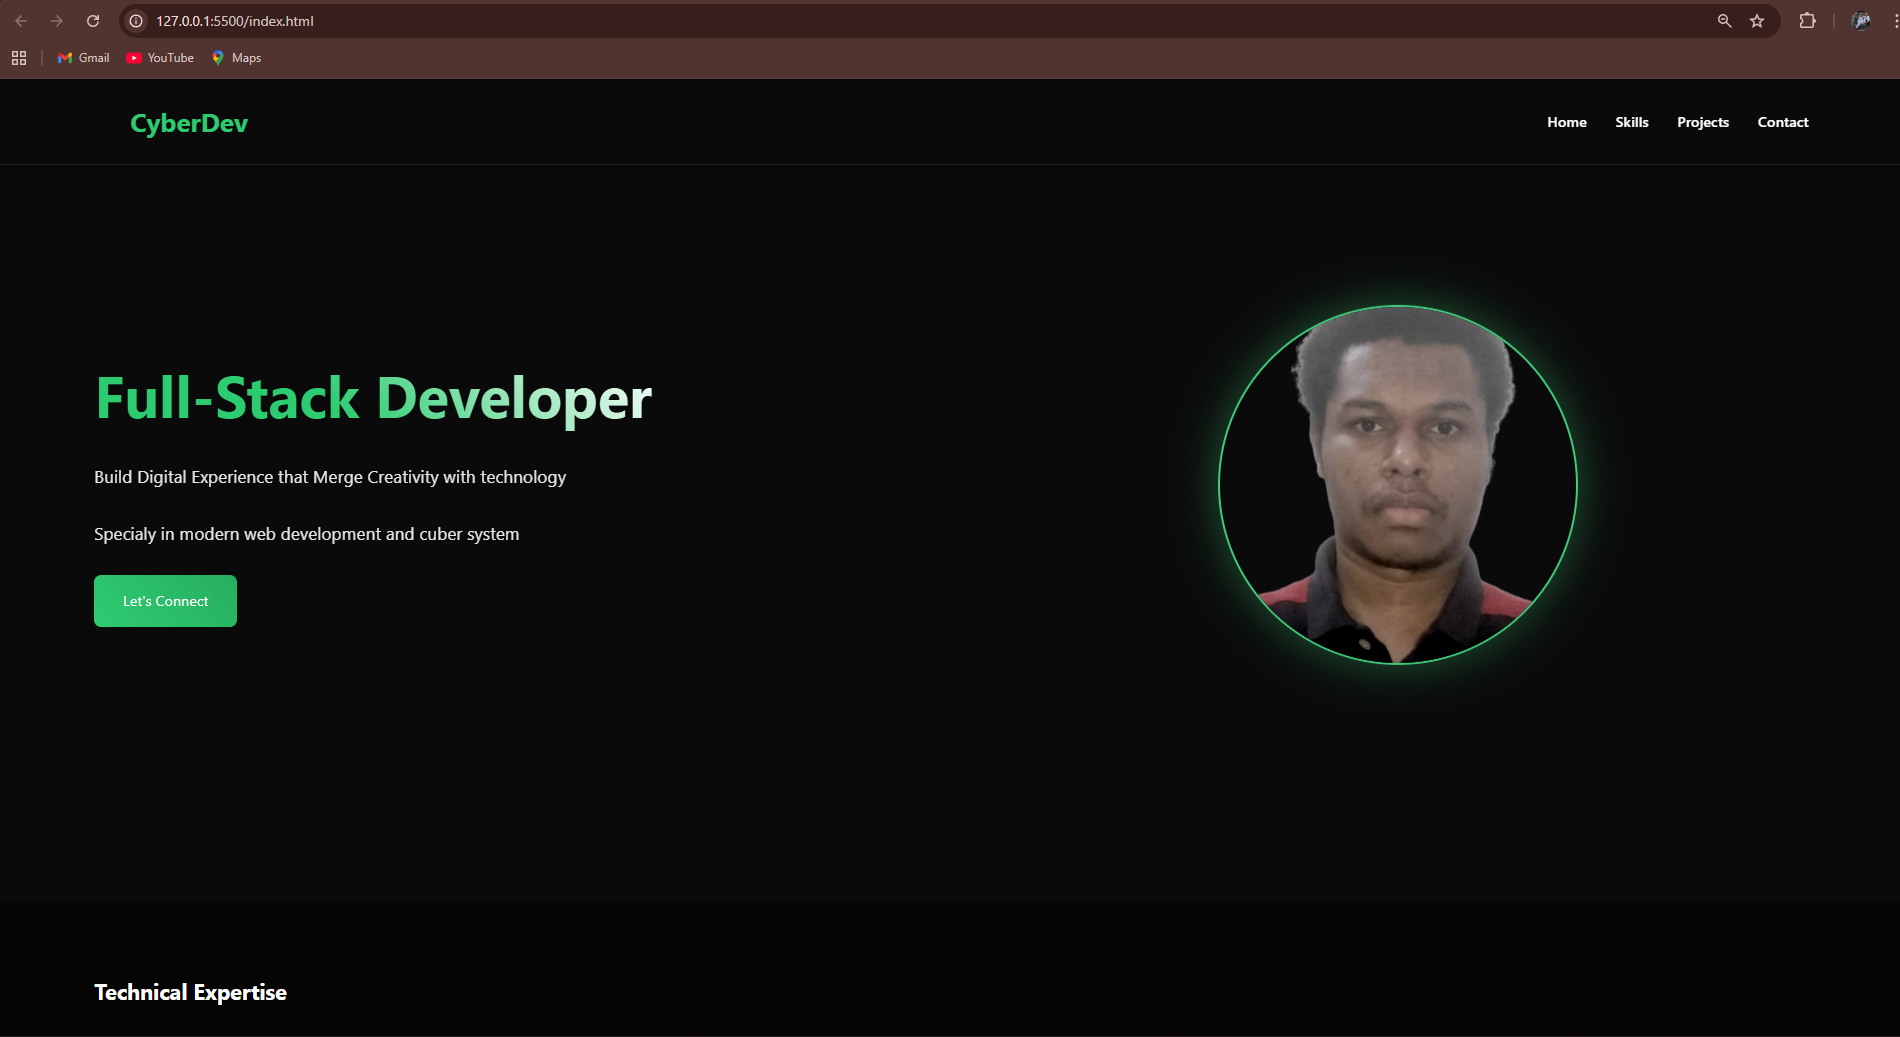 127.0.0.1:5500/index.html
Gmail YouTube Maps
CyberDev
Home Skills Projects Contact
Full-Stack Developer
Build Digital Experience that Merge Creativity with technology
Specialy in modern web development and cuber system
Let's Connect
Technical Expertise